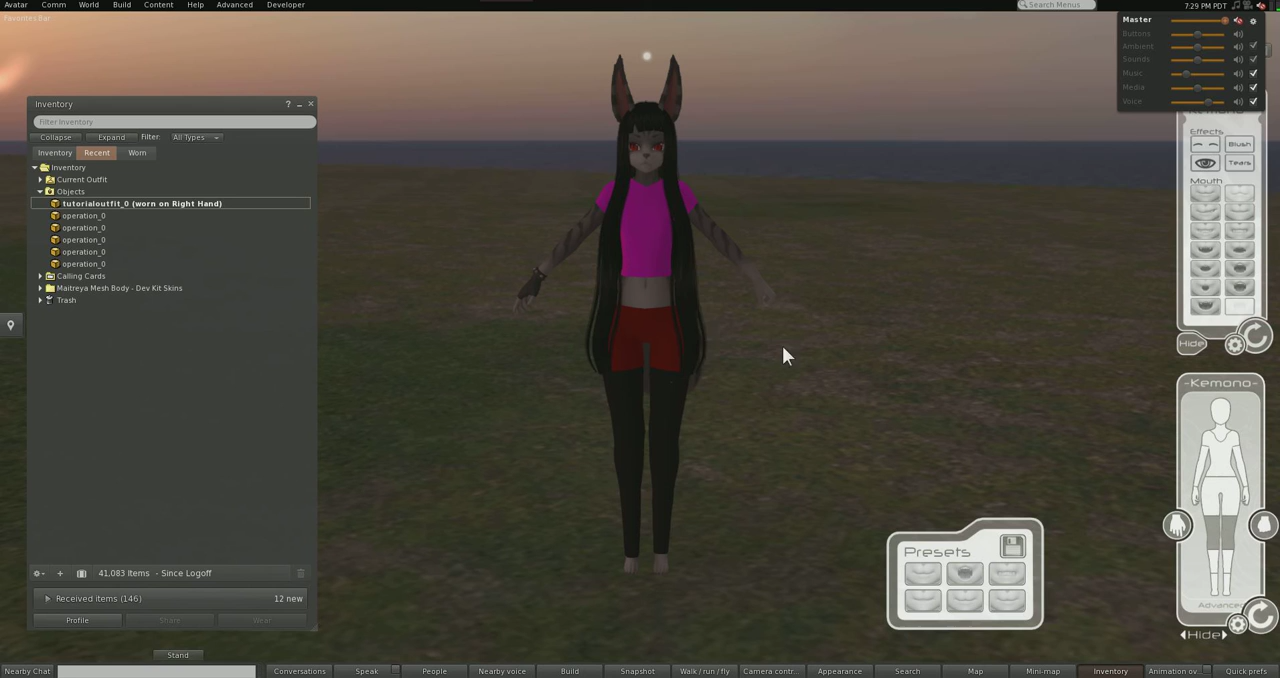 Avatar Comm World Build Content Help Advanced Developer
Search Menus
7:29 PM PDT
Favorites Bar
Master
Buttons
Ambient
Sounds
Music
Media
Voice
Inventory ? _ ×
Filter Inventory
Collapse Expand Filter: All Types
Inventory Recent Worn
Inventory
Current Outfit
Objects
tutorialoutfit_0 (worn on Right Hand)
operation_0
operation_0
operation_0
operation_0
operation_0
Calling Cards
Maitreya Mesh Body - Dev Kit Skins
Trash
41,083 Items - Since Logoff
Received items (146) 12 new
Profile Share Wear
Stand
Effects
Blush
Tears
Mouth
Hide
-Kemono-
Advanced
Hide
Presets
Nearby Chat Conversations Speak People Nearby voice Build Snapshot Walk / run / fly Camera contr... Appearance Search Map Mini-map Inventory Animation ov... Quick prefs